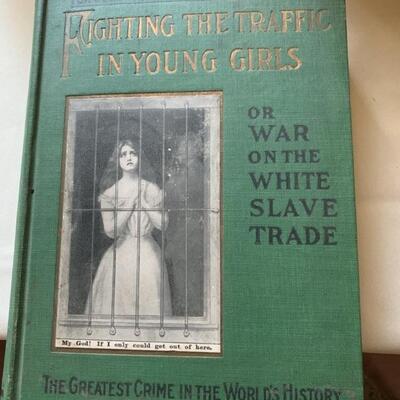 FIGHTING THE TRAFFIC
IN YOUNG GIRLS
OR
WAR
ON THE
WHITE
SLAVE
TRADE
My God! If I only could get out of here.
THE GREATEST CRIME IN THE WORLD'S HISTORY